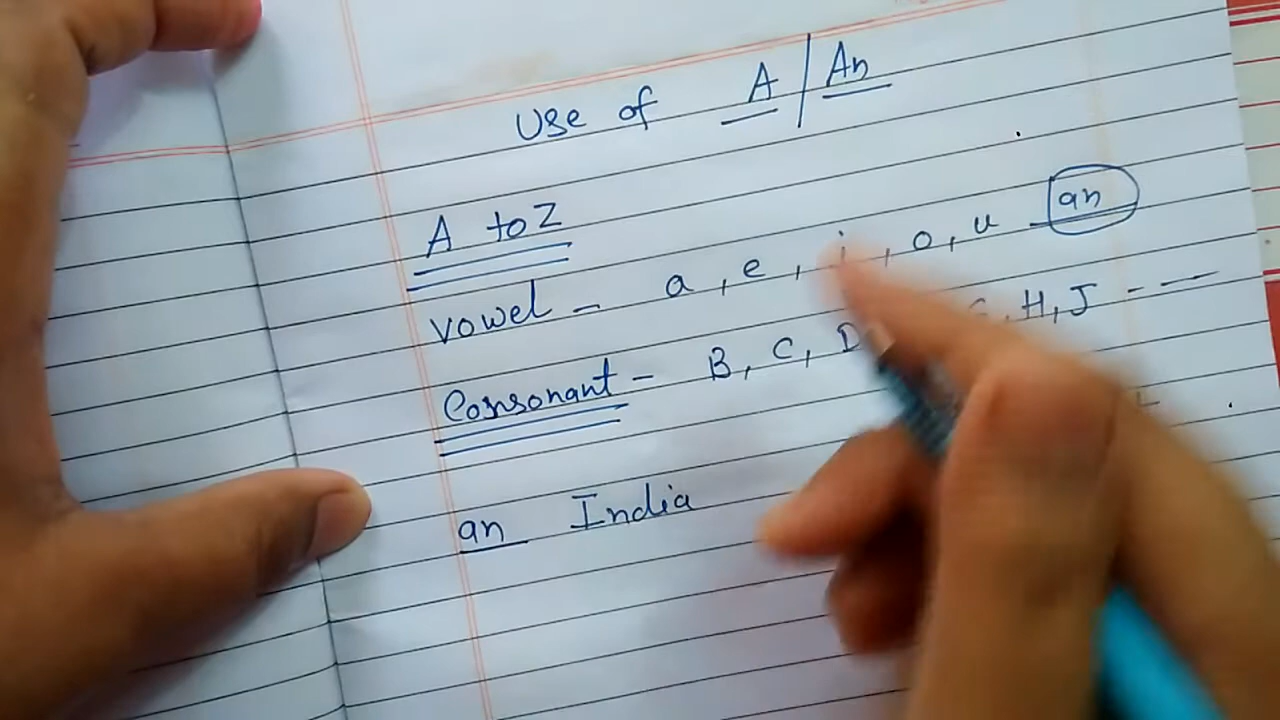 Use of A/An
A to Z
vowel - a, e, i, o, u - an
Consonant - B, C, D, H, J - - -
an India